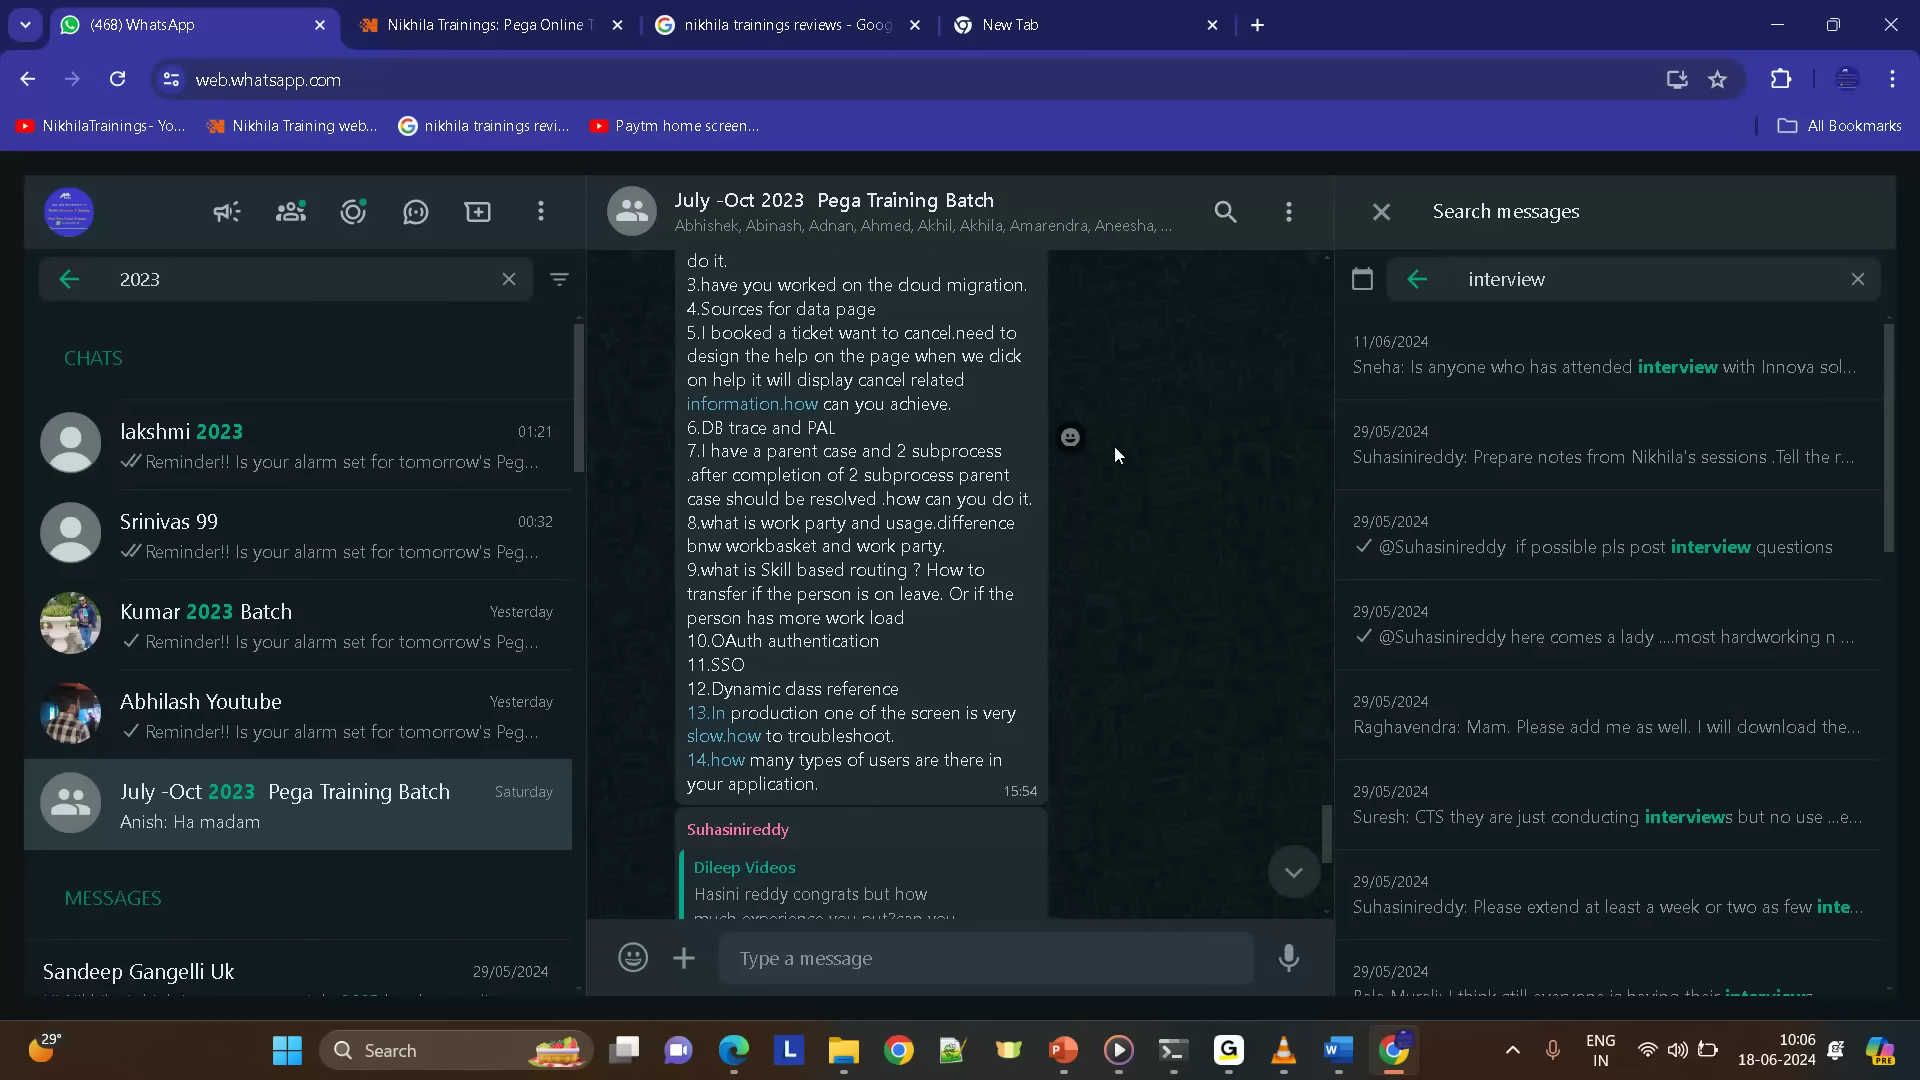 (468) WhatsApp
Nikhila Trainings: Pega Online T
nikhila trainings reviews - Goog
New Tab
web.whatsapp.com
NikhilaTrainings- Yo...
Nikhila Training web...
nikhila trainings revi...
Paytm home screen...
All Bookmarks
2023
CHATS
lakshmi 2023
01:21
Reminder!! Is your alarm set for tomorrow's Peg...
Srinivas 99
00:32
Reminder!! Is your alarm set for tomorrow's Peg...
Kumar 2023 Batch
Yesterday
Reminder!! Is your alarm set for tomorrow's Peg...
Abhilash Youtube
Yesterday
Reminder!! Is your alarm set for tomorrow's Peg...
July -Oct 2023 Pega Training Batch
Saturday
Anish: Ha madam
MESSAGES
Sandeep Gangelli Uk
29/05/2024
July -Oct 2023 Pega Training Batch
Abhishek, Abinash, Adnan, Ahmed, Akhil, Akhila, Amarendra, Aneesha, ...
do it.
3.have you worked on the cloud migration.
4.Sources for data page
5.I booked a ticket want to cancel.need to
design the help on the page when we click
on help it will display cancel related
information.how can you achieve.
6.DB trace and PAL
7.I have a parent case and 2 subprocess
.after completion of 2 subprocess parent
case should be resolved .how can you do it.
8.what is work party and usage.difference
bnw workbasket and work party.
9.what is Skill based routing ? How to
transfer if the person is on leave. Or if the
person has more work load
10.OAuth authentication
11.SSO
12.Dynamic class reference
13.In production one of the screen is very
slow.how to troubleshoot.
14.how many types of users are there in
your application.
15:54
Suhasinireddy
Dileep Videos
Hasini reddy congrats but how
much experience you put?can you
Type a message
Search messages
interview
11/06/2024
Sneha: Is anyone who has attended interview with Innova sol...
29/05/2024
Suhasinireddy: Prepare notes from Nikhila's sessions .Tell the r...
29/05/2024
@Suhasinireddy if possible pls post interview questions
29/05/2024
@Suhasinireddy here comes a lady ....most hardworking n ...
29/05/2024
Raghavendra: Mam. Please add me as well. I will download the...
29/05/2024
Suresh: CTS they are just conducting interviews but no use ...e...
29/05/2024
Suhasinireddy: Please extend at least a week or two as few inte...
29/05/2024
Bala Murali: I think still everyone is having their interviews
29°
Search
ENG
IN
10:06
18-06-2024